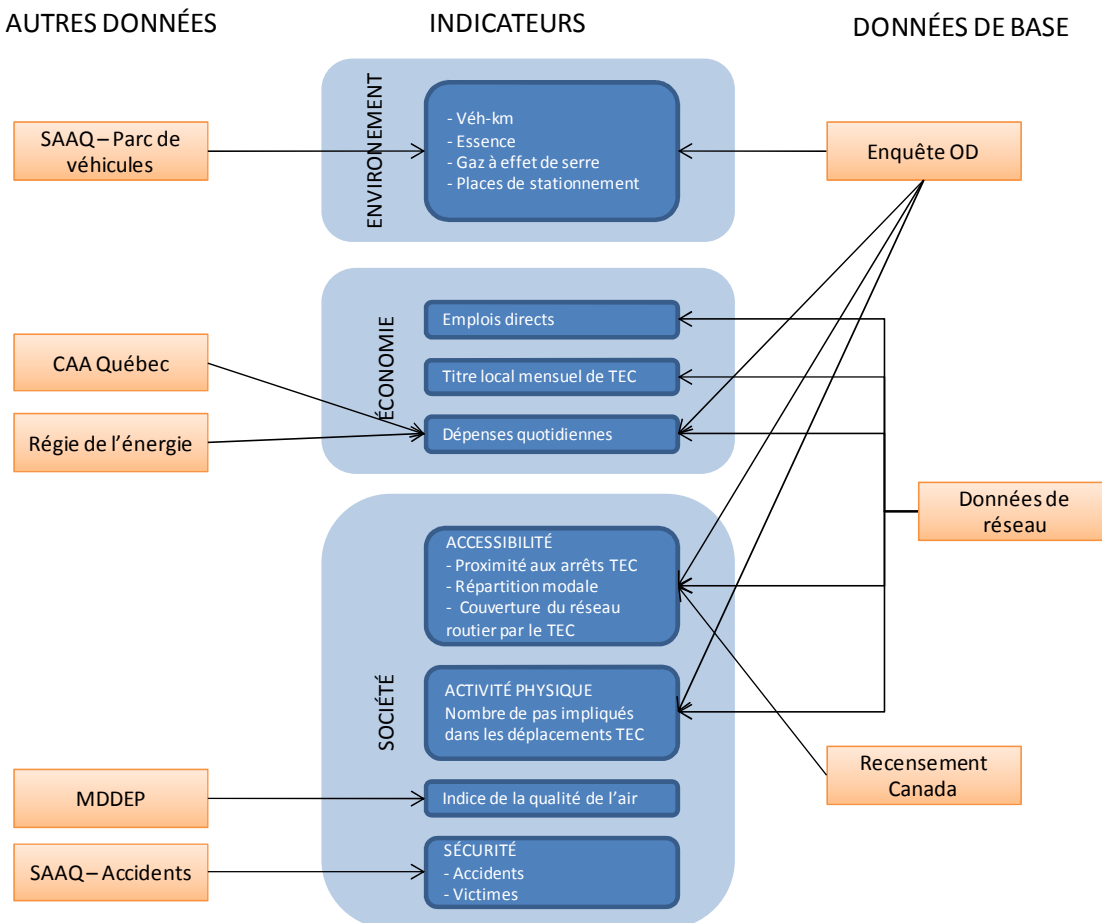 AUTRES DONNÉES
INDICATEURS
DONNÉES DE BASE
ENVIRONEMENT
- Véh-km
- Essence
- Gaz à effet de serre
- Places de stationnement
SAAQ – Parc de
véhicules
Enquête OD
ÉCONOMIE
Emplois directs
Titre local mensuel de TEC
Dépenses quotidiennes
CAA Québec
Régie de l'énergie
Données de
réseau
SOCIÉTÉ
ACCESSIBILITÉ
- Proximité aux arrêts TEC
- Répartition modale
- Couverture du réseau
routier par le TEC
ACTIVITÉ PHYSIQUE
Nombre de pas impliqués
dans les déplacements TEC
Recensement
Canada
MDDEP
Indice de la qualité de l'air
SAAQ – Accidents
SÉCURITÉ
- Accidents
- Victimes